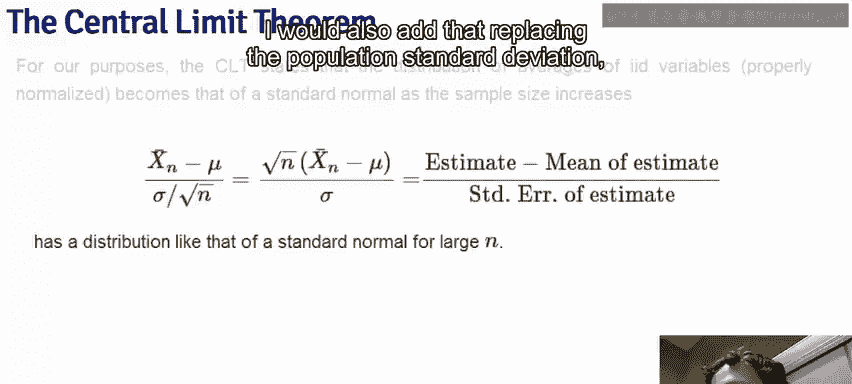 The Central Limit Theorem
I would also add that replacing
the population standard deviation,
For our purposes, the CLT states that the distribution of averages of iid variables (properly
normalized) becomes that of a standard normal as the sample size increases
X̄n − μ / σ/√n = √n (X̄n − μ) / σ = Estimate − Mean of estimate / Std. Err. of estimate
has a distribution like that of a standard normal for large n.